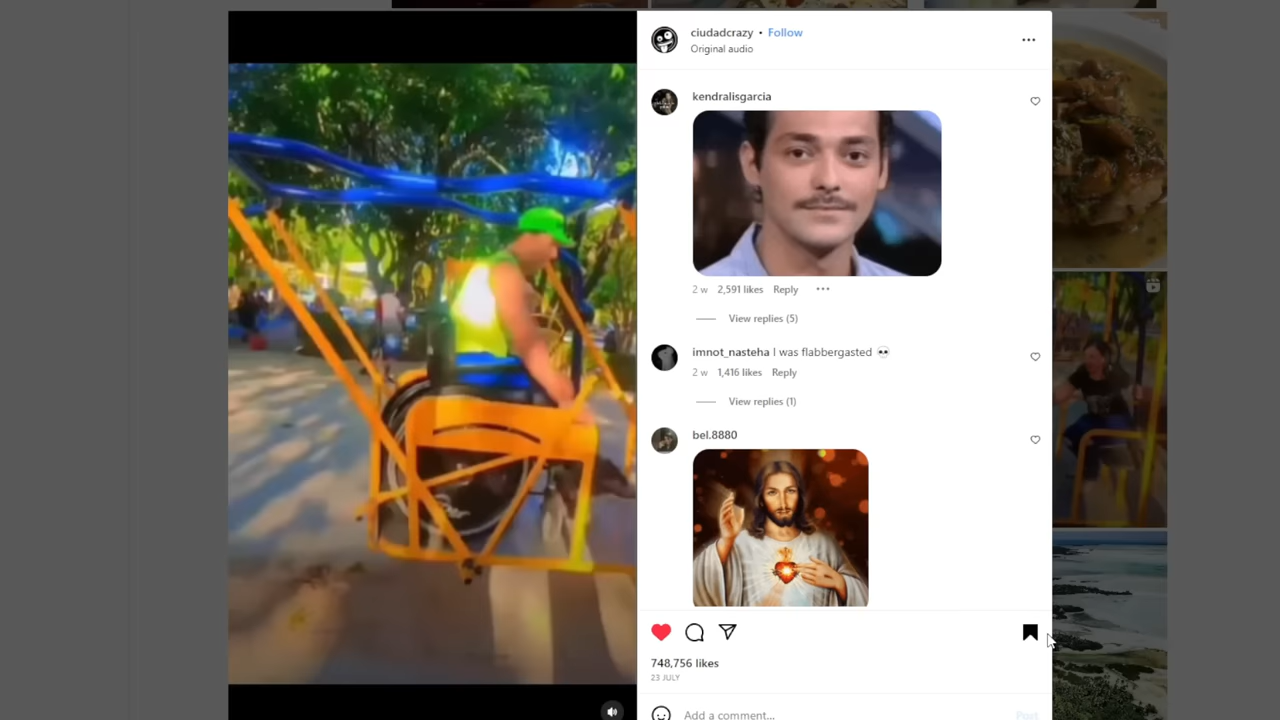 ciudadcrazy • Follow
Original audio
kendralisgarcia
2 w 2,591 likes Reply
View replies (5)
imnot_nasteha I was flabbergasted 💀
2 w 1,416 likes Reply
View replies (1)
bel.8880
748,756 likes
23 JULY
Add a comment... Post